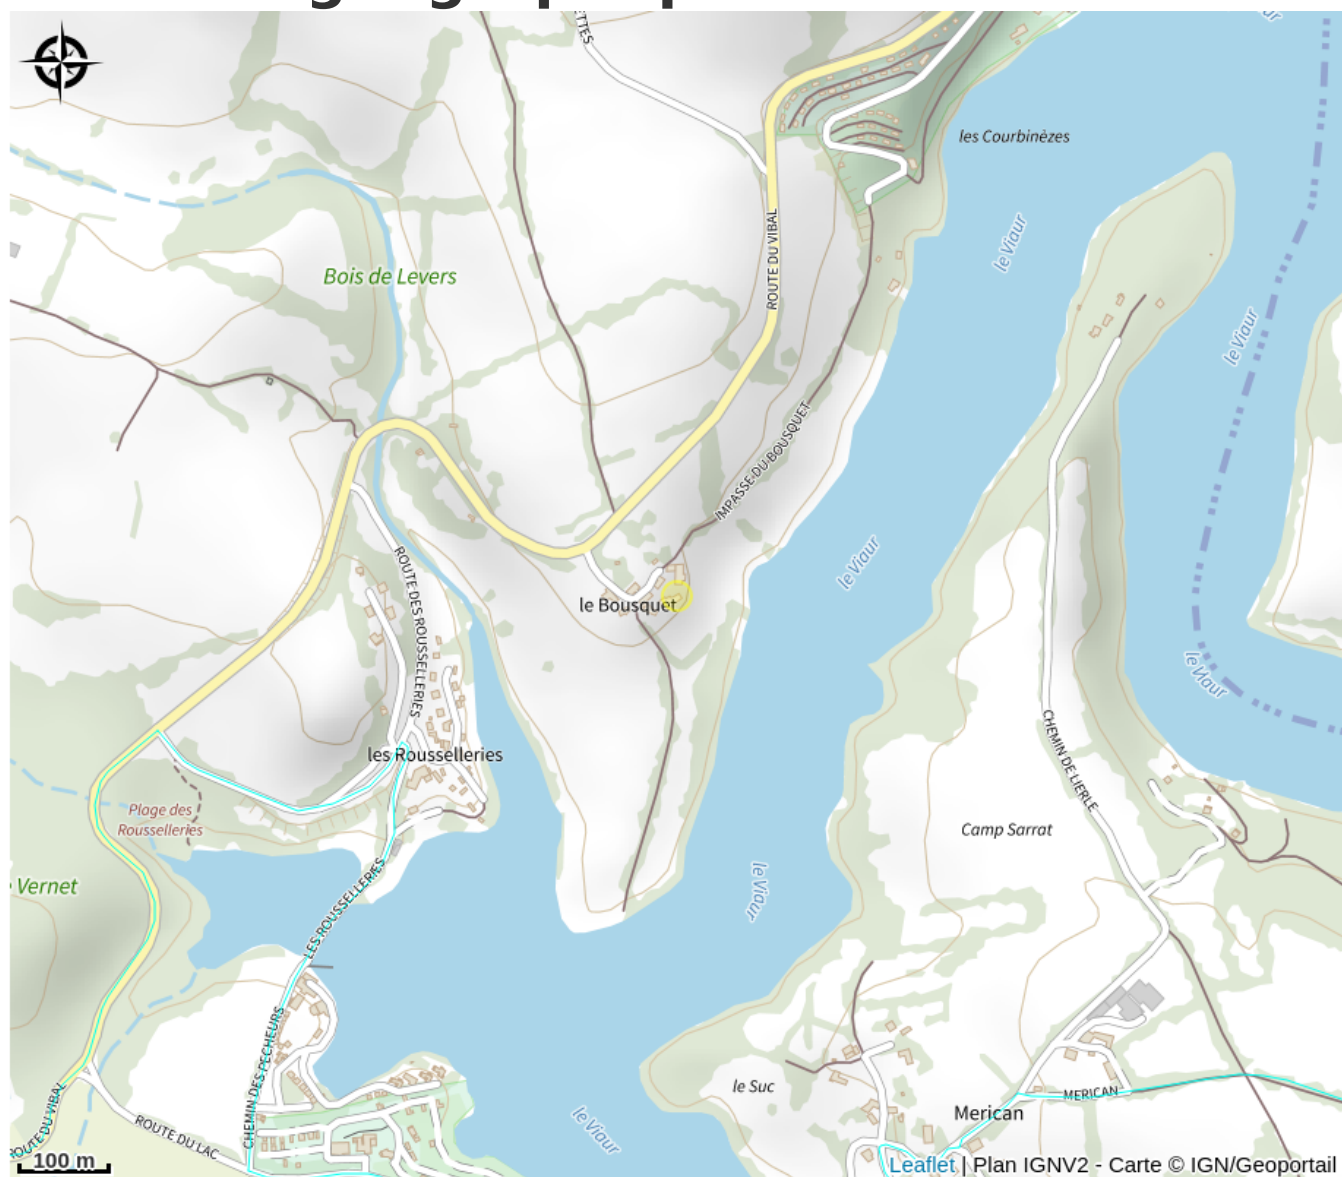 ETTES
les Courbinèzes
le Viaur
ROUTE DU VIBAL
Bois de Levers
le Viaur
IMPASSE DU BOUSQUET
le Viaur
ROUTE DES ROUSSELLERIES
le Bousquet
le Viaur
les Rousselleries
CHEMIN DE LIERLE
Plage des
Rousselleries
Camp Sarrat
Vernet
le Viaur
LES ROUSSELLERIES
CHEMIN DES PECHEURS
le Suc
MERICAN
Merican
ROUTE DU VIBAL
ROUTE DU LAC
le Viaur
100 m
Leaflet | Plan IGNV2 - Carte © IGN/Geoportail